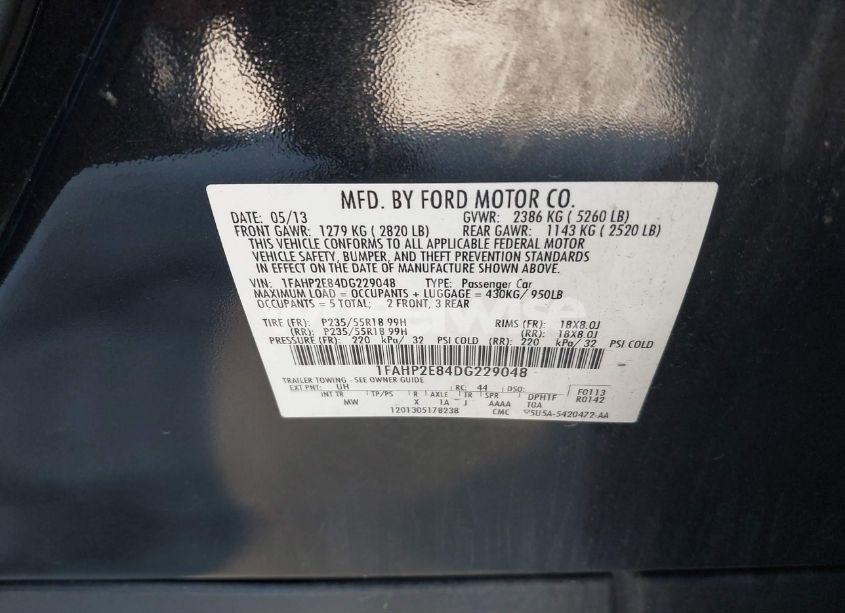 MFD. BY FORD MOTOR CO.
DATE: 05/13 GVWR: 2386 KG ( 5260 LB)
FRONT GAWR: 1279 KG ( 2820 LB) REAR GAWR: 1143 KG ( 2520 LB)
THIS VEHICLE CONFORMS TO ALL APPLICABLE FEDERAL MOTOR
VEHICLE SAFETY, BUMPER, AND THEFT PREVENTION STANDARDS
IN EFFECT ON THE DATE OF MANUFACTURE SHOWN ABOVE.
VIN: 1FAHP2E84DG229048 TYPE: Passenger Car
MAXIMUM LOAD = OCCUPANTS + LUGGAGE = 430KG/ 950LB
OCCUPANTS = 5 TOTAL; 2 FRONT, 3 REAR
TIRE (FR): P235/55R18 99H RIMS (FR): 18X8.0J
(RR): P235/55R18 99H (RR): 18X8.0J
PRESSURE (FR): 220 kPa/ 32 PSI COLD (RR): 220 kPa/ 32 PSI COLD
1FAHP2E84DG229048
TRAILER TOWING - SEE OWNER GUIDE
EXT PNT: UH RC: 44 DSO: F0113
INT TR TP/PS R AXLE TR SPR DPHTF R0142
MW X 1A J AAAA TOA
1201305178238 CMC 5U5A-5420472-AA